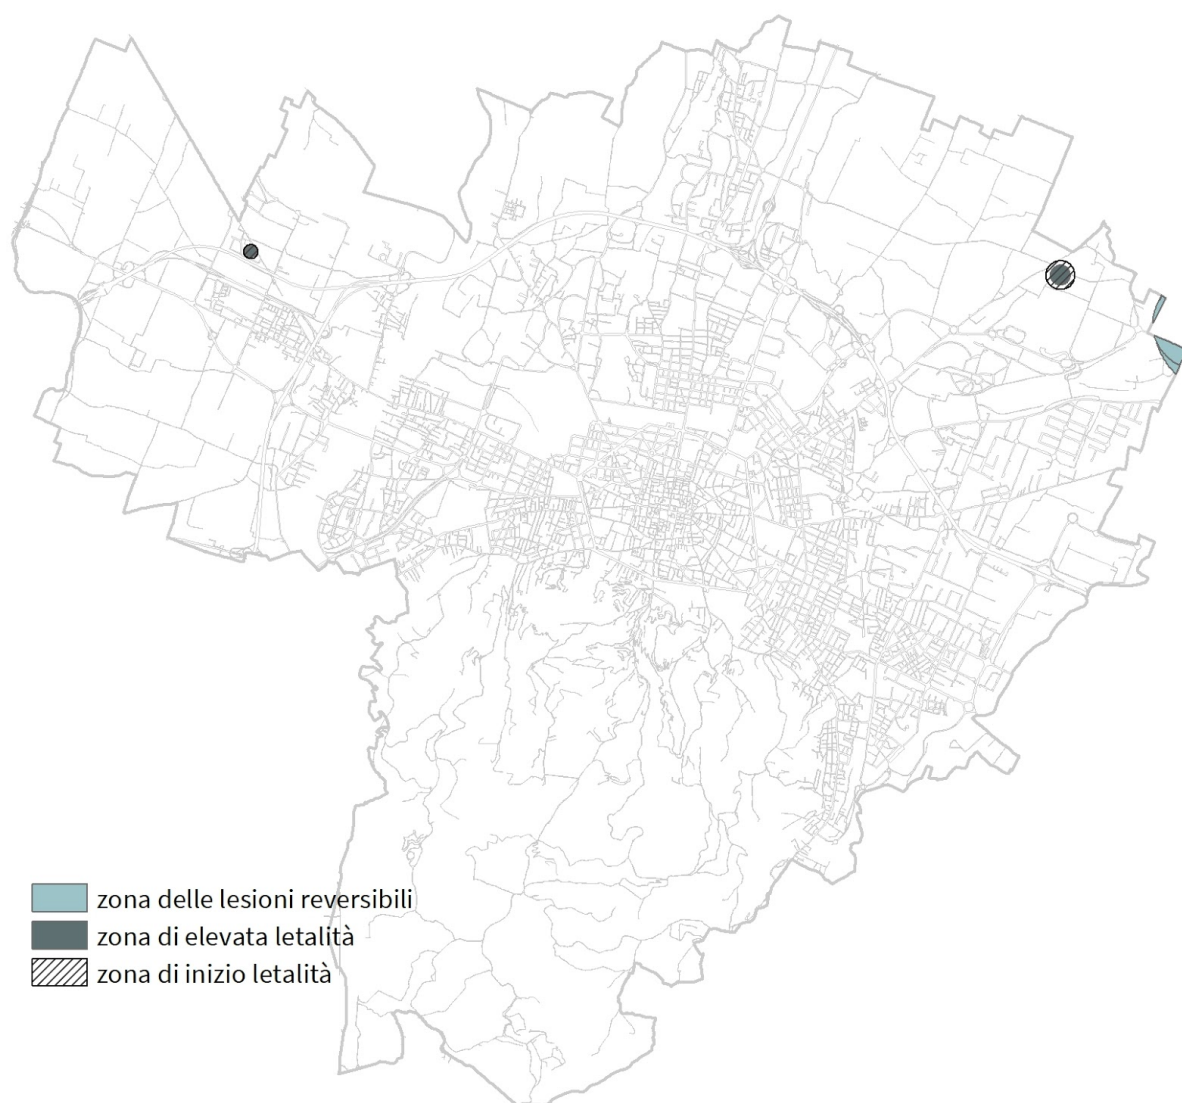 zona delle lesioni reversibili
zona di elevata letalità
zona di inizio letalità